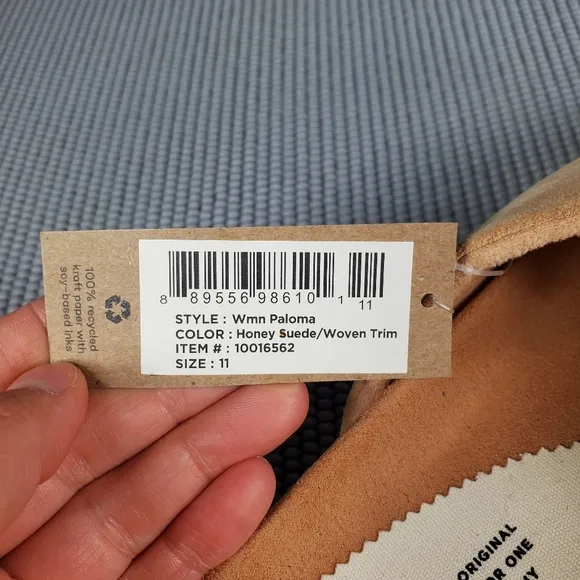 100% recycled
kraft paper with
soy-based inks
8 89556 98610 1 11
STYLE : Wmn Paloma
COLOR : Honey Suede/Woven Trim
ITEM # : 10016562
SIZE : 11
ORIGINAL
R ONE
Y